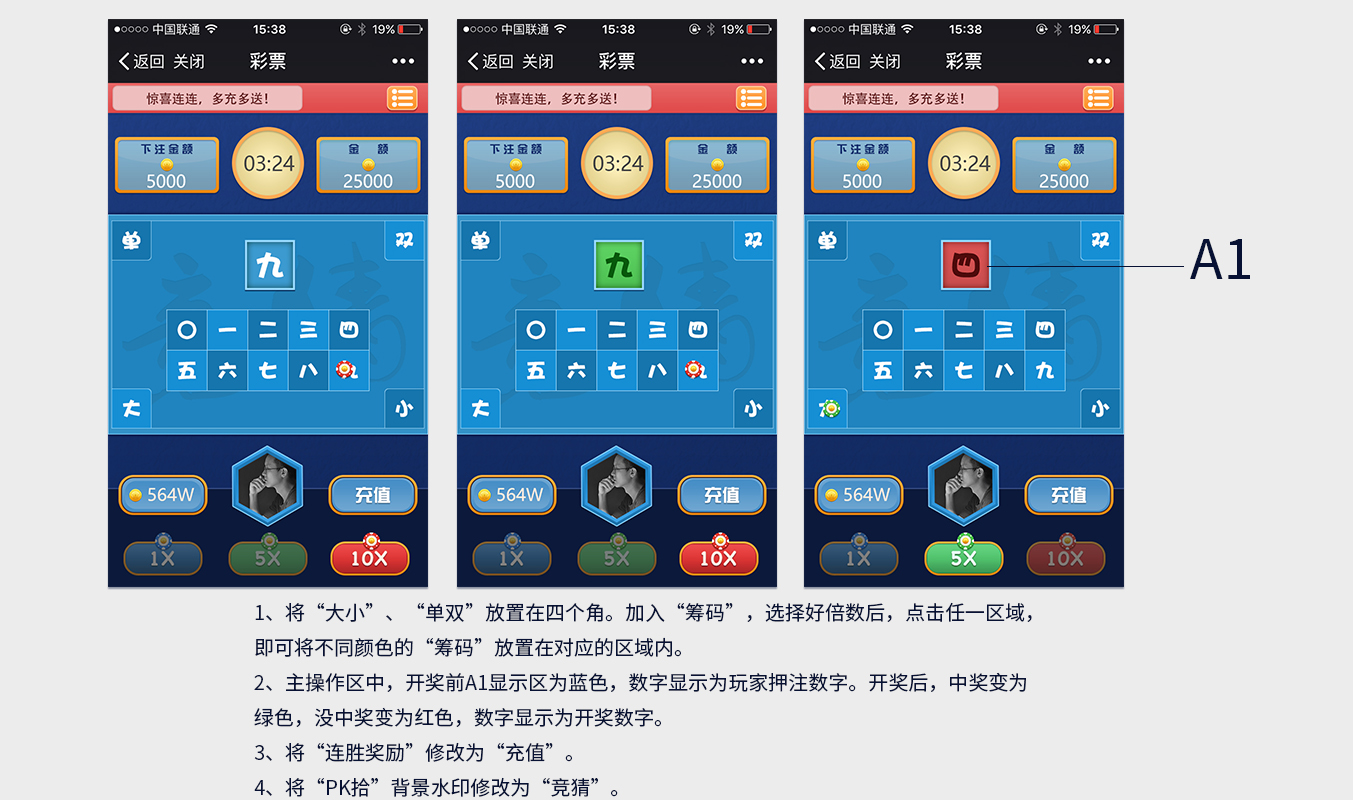 ●○○○○ 中国联通 15:38 19%
返回 关闭 彩票 •••
惊喜连连，多充多送！
下注金额 5000
03:24
金 额 25000
单 双
九
〇 一 二 三 四
五 六 七 八
大 小
564W 充值
1X 5X 10X
●○○○○ 中国联通 15:38 19%
返回 关闭 彩票 •••
惊喜连连，多充多送！
下注金额 5000
03:24
金 额 25000
单 双
九
〇 一 二 三 四
五 六 七 八
大 小
564W 充值
1X 5X 10X
●○○○○ 中国联通 15:38 19%
返回 关闭 彩票 •••
惊喜连连，多充多送！
下注金额 5000
03:24
金 额 25000
单 双
四
〇 一 二 三 四
五 六 七 八 九
小
564W 充值
1X 5X 10X
A1
竞猜
竞猜
竞猜
1、将“大小”、“单双”放置在四个角。加入“筹码”，选择好倍数后，点击任一区域，
即可将不同颜色的“筹码”放置在对应的区域内。
2、主操作区中，开奖前A1显示区为蓝色，数字显示为玩家押注数字。开奖后，中奖变为
绿色，没中奖变为红色，数字显示为开奖数字。
3、将“连胜奖励”修改为“充值”。
4、将“PK拾”背景水印修改为“竞猜”。